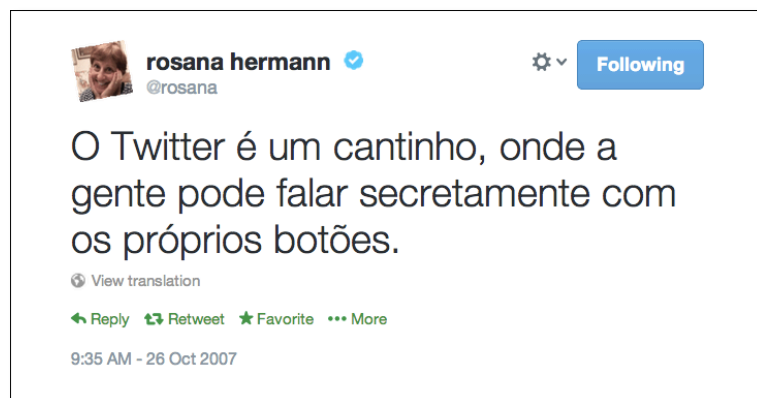 rosana hermann
@rosana
Following
O Twitter é um cantinho, onde a
gente pode falar secretamente com
os próprios botões.
View translation
Reply Retweet Favorite More
9:35 AM - 26 Oct 2007